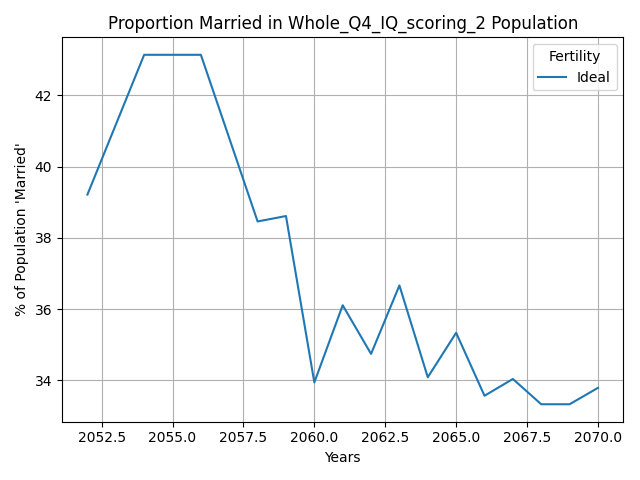 Proportion Married in Whole_Q4_IQ_scoring_2 Population
Fertility
Ideal
% of Population 'Married'
42
40
38
36
34
2052.5 2055.0 2057.5 2060.0 2062.5 2065.0 2067.5 2070.0
Years